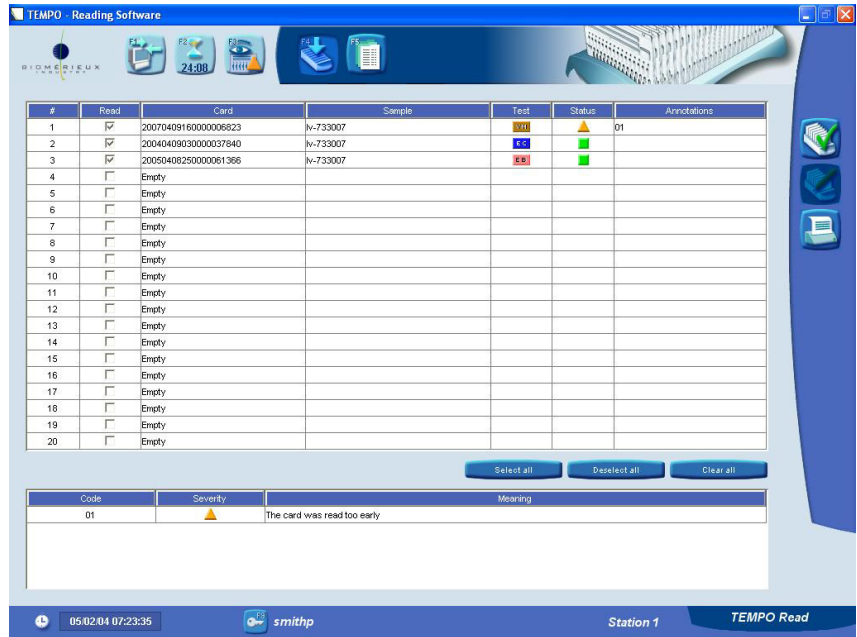 TEMPO - Reading Software
BIOMÉRIEUX
INDUSTRY
F1 F2 24:08 F3 F4 F5
# Read Card Sample Test Status Annotations
1 20070409160000006823 lv-733007 01
2 20040409030000037840 lv-733007 EC
3 20050408250000061366 lv-733007 EB
4 Empty
5 Empty
6 Empty
7 Empty
8 Empty
9 Empty
10 Empty
11 Empty
12 Empty
13 Empty
14 Empty
15 Empty
16 Empty
17 Empty
18 Empty
19 Empty
20 Empty
Select all Deselect all Clear all
Code Severity Meaning
01 The card was read too early
05/02/04 07:23:35 F9 smithp Station 1 TEMPO Read